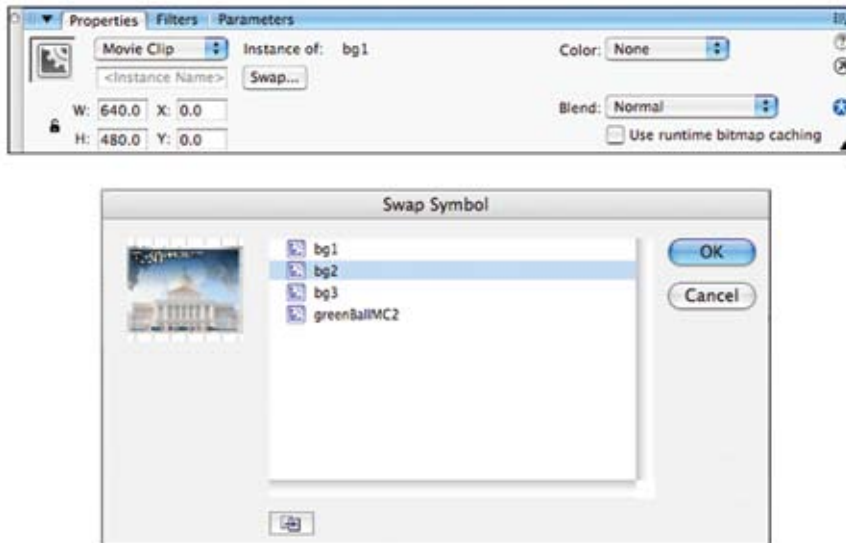 Properties Filters Parameters
Movie Clip Instance of: bg1 Color: None
<Instance Name> Swap...
W: 640.0 X: 0.0 Blend: Normal
H: 480.0 Y: 0.0 Use runtime bitmap caching
Swap Symbol
bg1 OK
bg2
bg3 Cancel
greenBallMC2